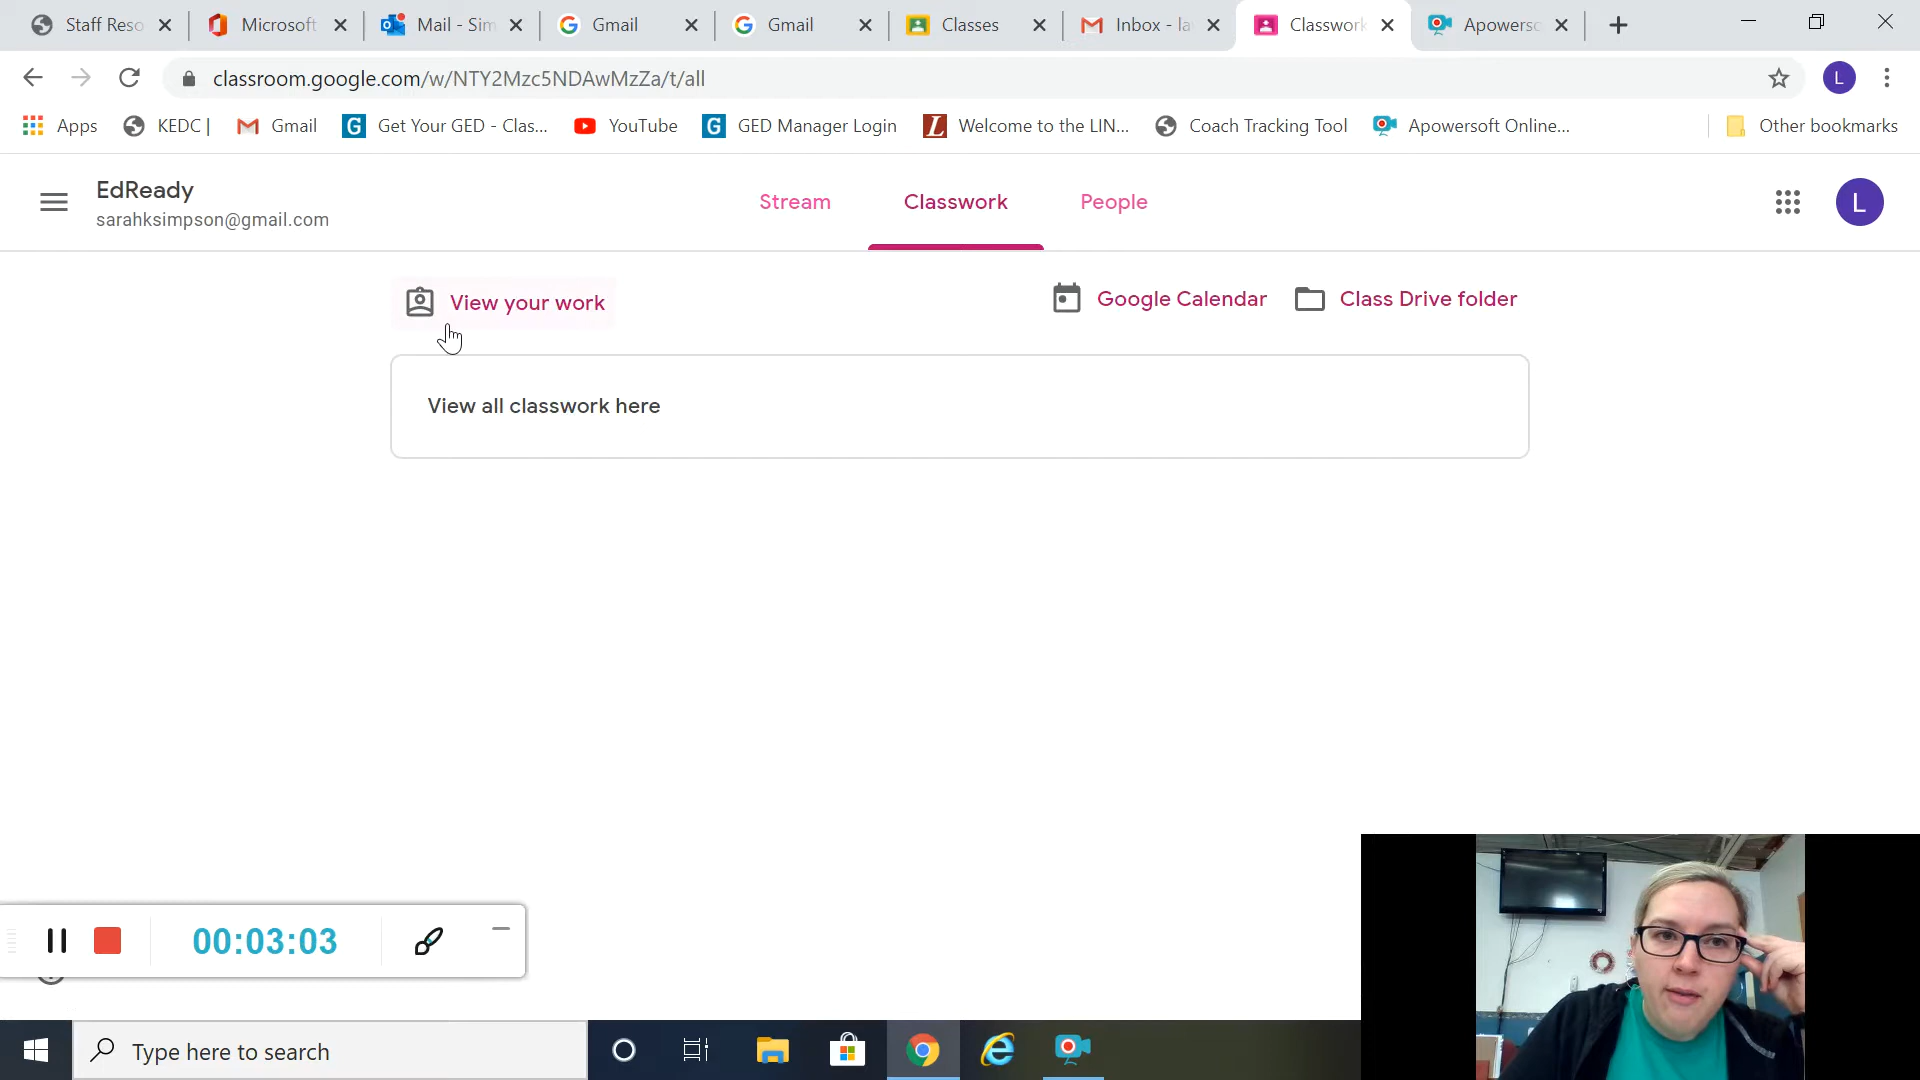 Staff Reso
Microsoft
Mail - Sim
Gmail
Gmail
Classes
Inbox - la
Classwork
Apowerso
classroom.google.com/w/NTY2Mzc5NDAwMzZa/t/all
L
Apps
KEDC |
Gmail
Get Your GED - Clas...
YouTube
GED Manager Login
Welcome to the LIN...
Coach Tracking Tool
Apowersoft Online...
Other bookmarks
EdReady
sarahksimpson@gmail.com
Stream
Classwork
People
L
View your work
Google Calendar
Class Drive folder
View all classwork here
00:03:03
Type here to search